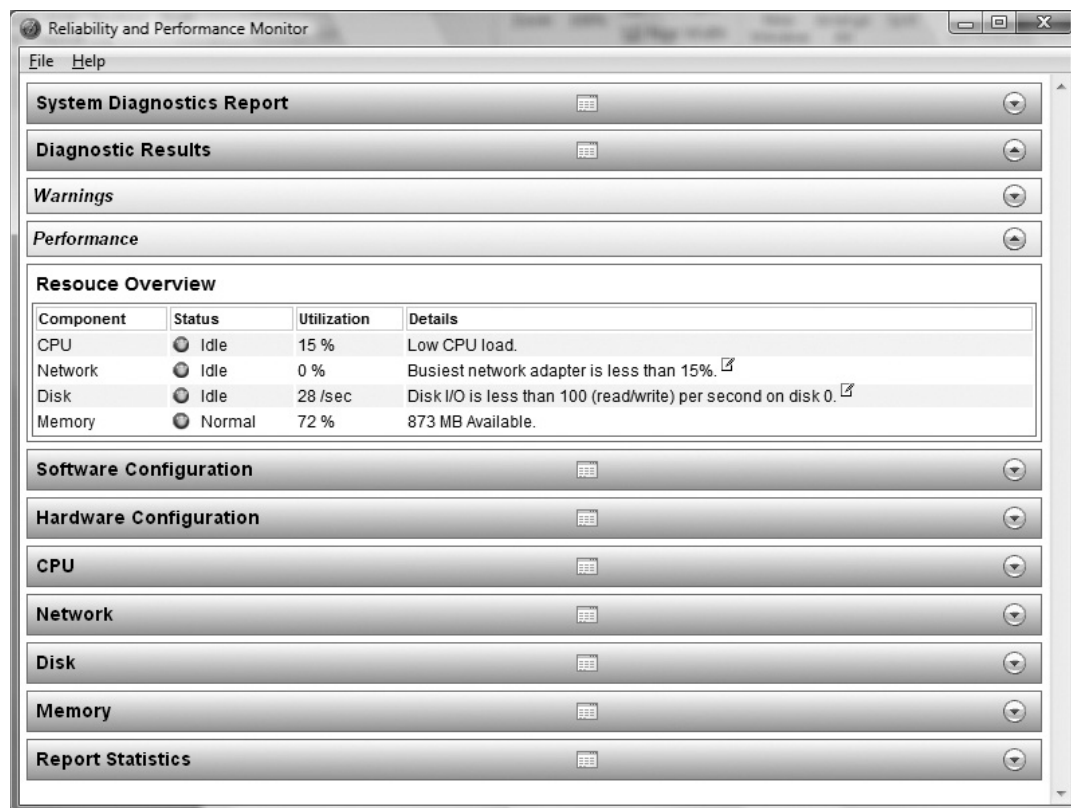 Reliability and Performance Monitor
File Help
System Diagnostics Report
Diagnostic Results
Warnings
Performance
Resouce Overview
Component Status Utilization Details
CPU Idle 15 % Low CPU load.
Network Idle 0 % Busiest network adapter is less than 15%.
Disk Idle 28 /sec Disk I/O is less than 100 (read/write) per second on disk 0.
Memory Normal 72 % 873 MB Available.
Software Configuration
Hardware Configuration
CPU
Network
Disk
Memory
Report Statistics